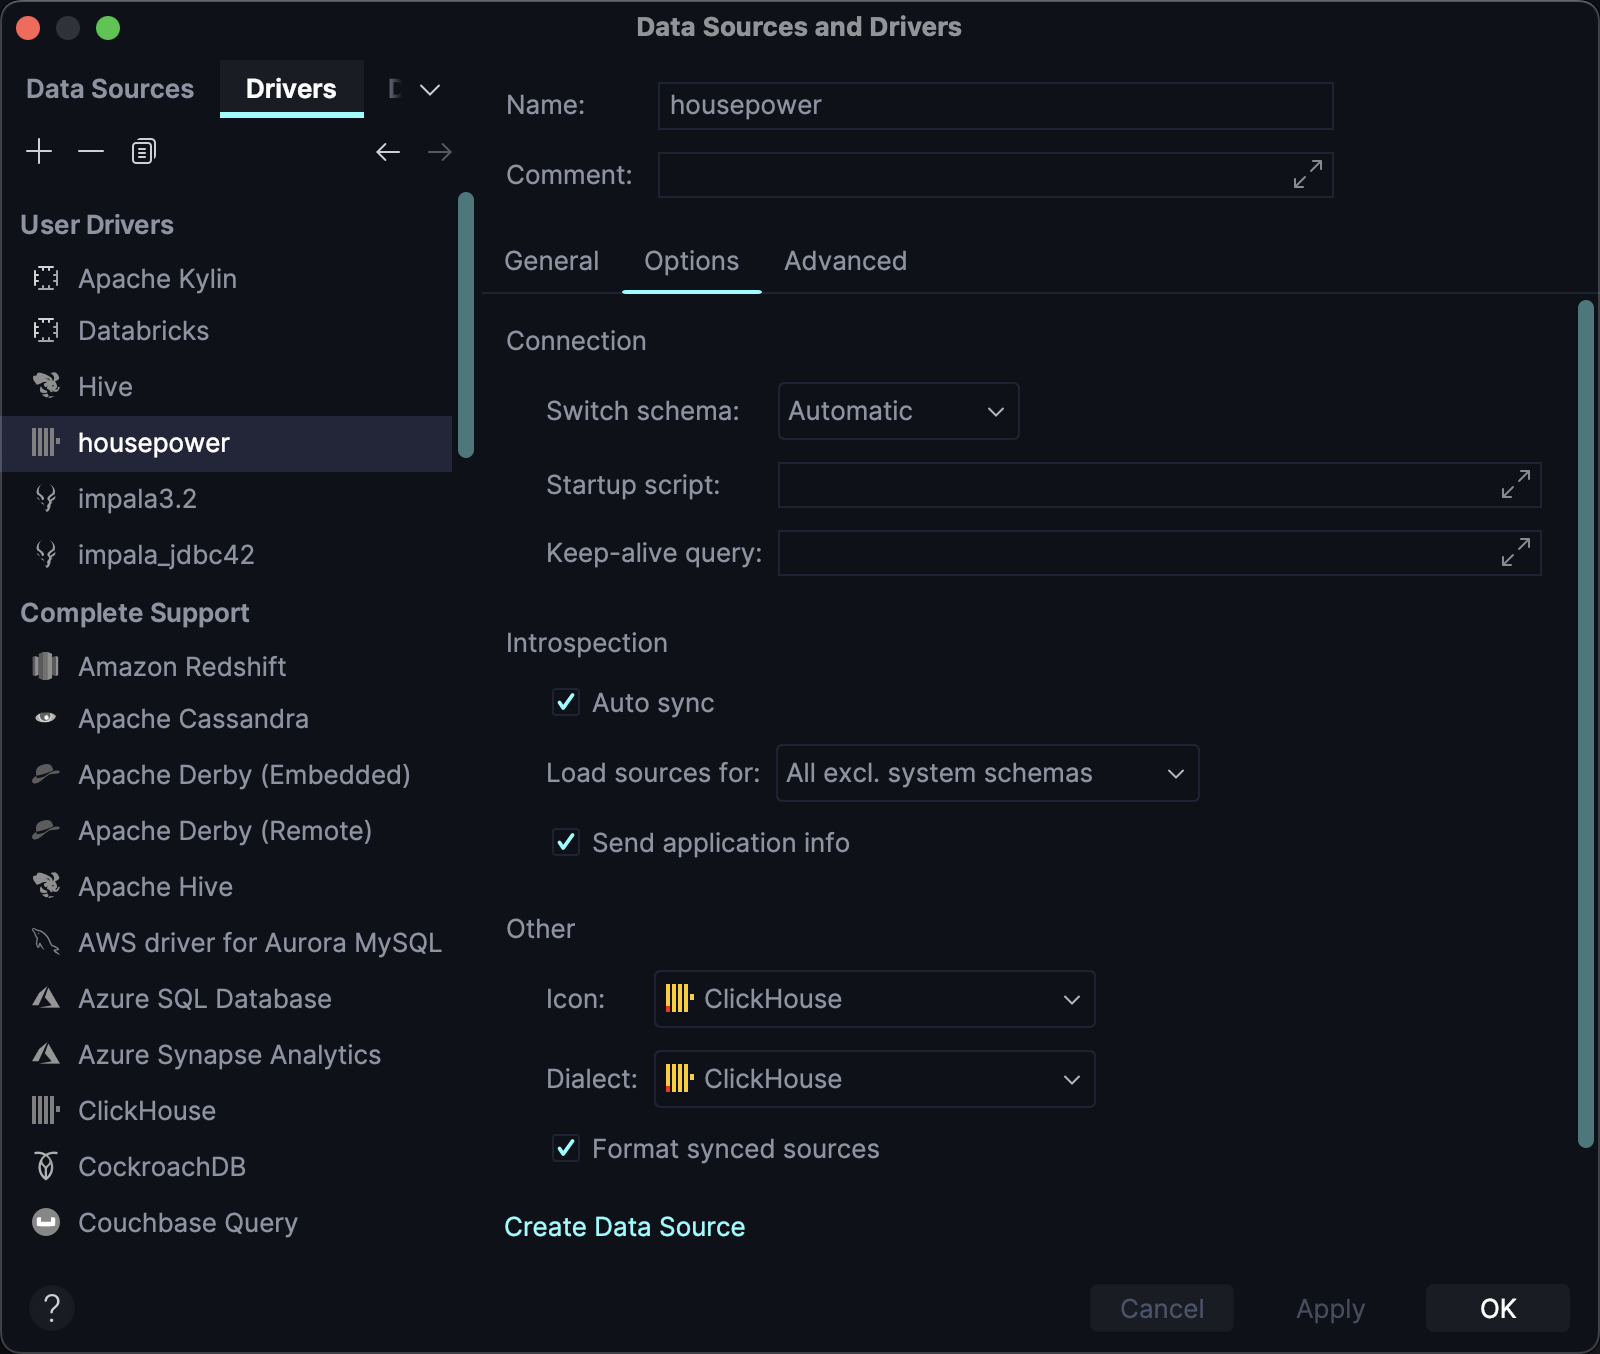 Data Sources and Drivers
Data Sources
Drivers
Name: housepower
Comment:
User Drivers
Apache Kylin
Databricks
Hive
housepower
impala3.2
impala_jdbc42
Complete Support
Amazon Redshift
Apache Cassandra
Apache Derby (Embedded)
Apache Derby (Remote)
Apache Hive
AWS driver for Aurora MySQL
Azure SQL Database
Azure Synapse Analytics
ClickHouse
CockroachDB
Couchbase Query
General Options Advanced
Connection
Switch schema: Automatic
Startup script:
Keep-alive query:
Introspection
Auto sync
Load sources for: All excl. system schemas
Send application info
Other
Icon: ClickHouse
Dialect: ClickHouse
Format synced sources
Create Data Source
?
Cancel Apply OK